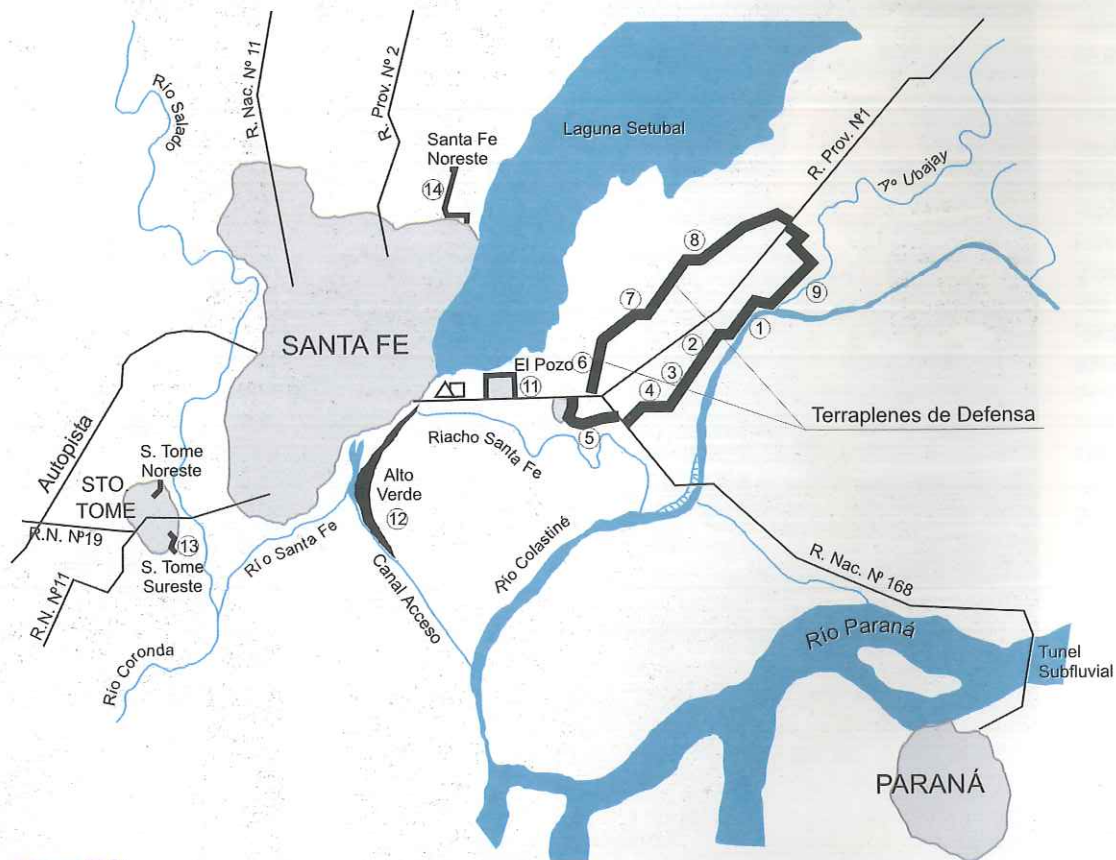 Río Salado
R. Nac. Nº 11
R. Prov. Nº 2
Santa Fe
Noreste
14
Laguna Setubal
R. Prov. Nº1
Aº Ubajay
8
7
9
1
2
SANTA FE
El Pozo
6
3
11
4
Terraplenes de Defensa
5
Riacho Santa Fe
Autopista
S. Tome
Noreste
STO
TOME
Alto
Verde
12
R.N. Nº19
13
S. Tome
Sureste
Río Santa Fe
Río Colastiné
Canal Acceso
R. Nac. Nº 168
R.N. Nº11
Río Coronda
Río Paraná
Tunel
Subfluvial
PARANÁ